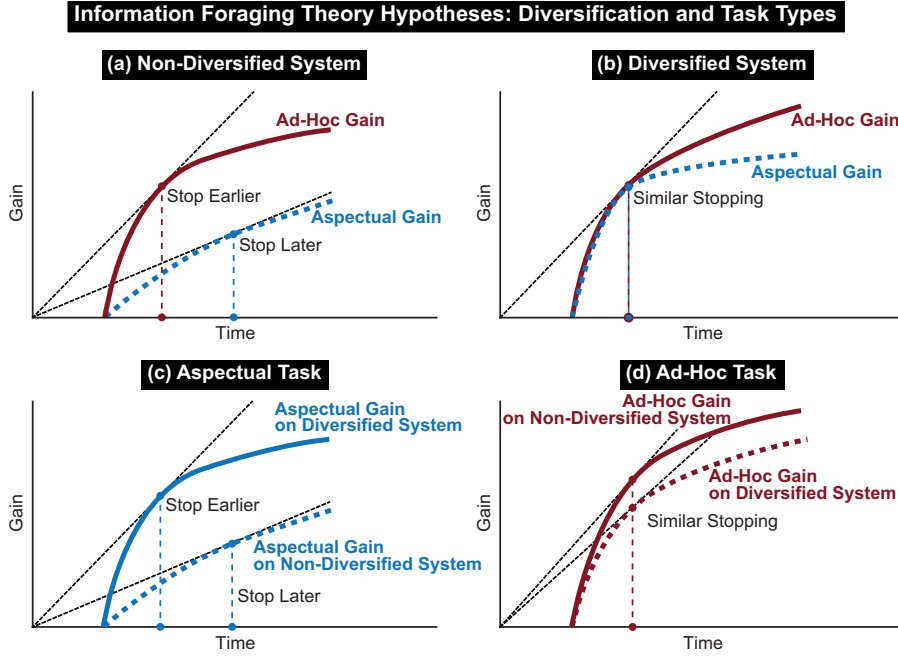 Information Foraging Theory Hypotheses: Diversification and Task Types
(a) Non-Diversified System
Gain
Ad-Hoc Gain
Stop Earlier
Aspectual Gain
Stop Later
Time
(b) Diversified System
Gain
Ad-Hoc Gain
Aspectual Gain
Similar Stopping
Time
(c) Aspectual Task
Gain
Aspectual Gain
on Diversified System
Stop Earlier
Aspectual Gain
on Non-Diversified System
Stop Later
Time
(d) Ad-Hoc Task
Gain
Ad-Hoc Gain
on Non-Diversified System
Ad-Hoc Gain
on Diversified System
Similar Stopping
Time